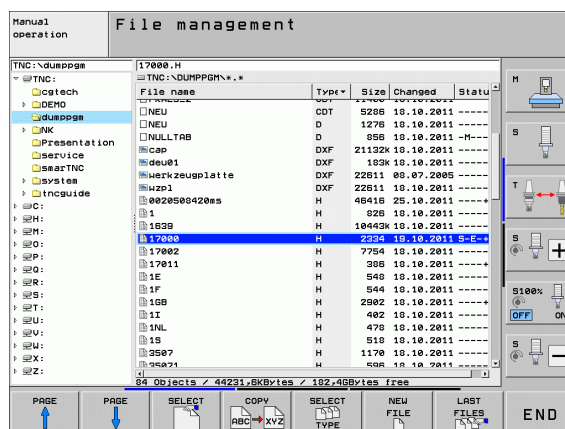 Manual operation
File management
TNC:\dumppgm
17000.H
TNC:
cgtech
DEMO
dumppgm
NK
Presentation
service
smarTNC
system
tncguide
C:
H:
M:
O:
P:
Q:
R:
S:
T:
U:
V:
W:
X:
Z:
TNC:\DUMPPGM\*.*
File name Type Size Changed Statu
NEU CDT 5286 18.10.2011 -----
NEU D 1276 18.10.2011 -----
NULLTAB D 856 18.10.2011 -M---
cap DXF 21132K 18.10.2011 -----
deu01 DXF 183K 18.10.2011 -----
Werkzeugplatte DXF 22611 08.07.2005 -----
wzpl DXF 22611 18.10.2011 -----
0020508420ms H 46416 25.10.2011 ----+
1 H 826 18.10.2011 -----
1639 H 10443K 18.10.2011 -----
17000 H 2334 19.10.2011 S-E-+
17002 H 7754 18.10.2011 -----
17011 H 386 18.10.2011 ----+
1E H 548 18.10.2011 -----
1F H 544 18.10.2011 -----
1GB H 2902 18.10.2011 ----+
1I H 402 18.10.2011 -----
1NL H 478 18.10.2011 -----
1S H 518 18.10.2011 -----
3507 H 1170 18.10.2011 -----
35071 H 596 18.10.2011 -----
84 Objects / 44231,6KBytes / 182,4GBytes free
M
S
T
S
S100%
OFF ON
S
PAGE
PAGE
SELECT
COPY
ABC XYZ
SELECT
TYPE
NEW
FILE
LAST
FILES
END